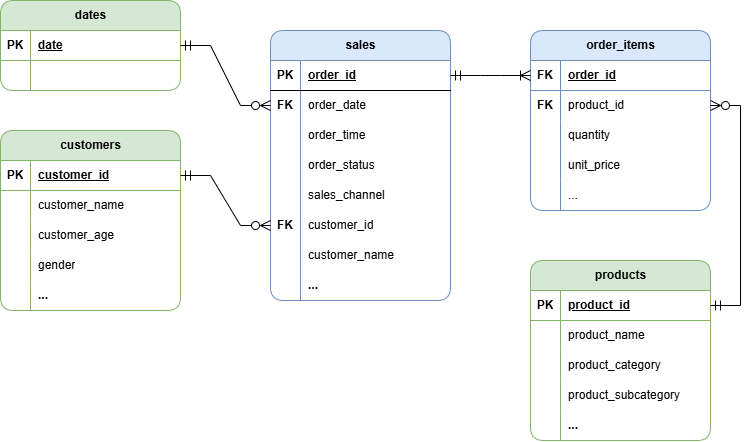 dates
PK date
customers
PK customer_id
customer_name
customer_age
gender
...
sales
PK order_id
FK order_date
order_time
order_status
sales_channel
FK customer_id
customer_name
...
order_items
FK order_id
FK product_id
quantity
unit_price
...
products
PK product_id
product_name
product_category
product_subcategory
...